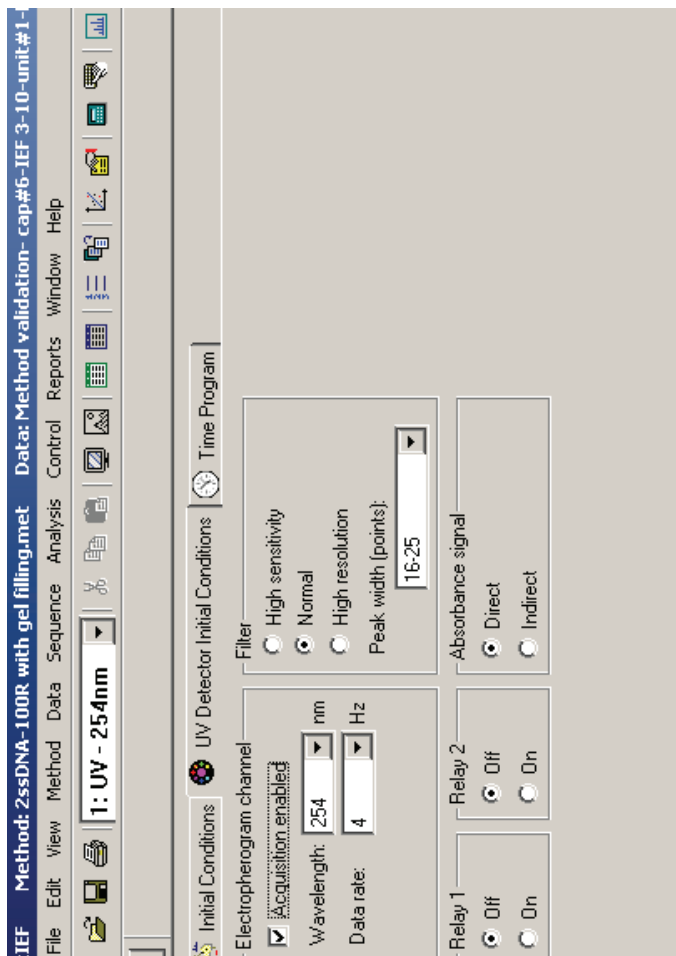 IEF Method: 2ssDNA-100R with gel filling.met Data: Method validation- cap#6-IEF 3-10-unit#1-
File Edit View Method Data Sequence Analysis Control Reports Window Help
1: UV - 254nm
Initial Conditions UV Detector Initial Conditions Time Program
Electropherogram channel
Acquisition enabled
Wavelength: 254 nm
Data rate: 4 Hz
Filter
High sensitivity
Normal
High resolution
Peak width (points):
16-25
Relay 1
Off
On
Relay 2
Off
On
Absorbance signal
Direct
Indirect